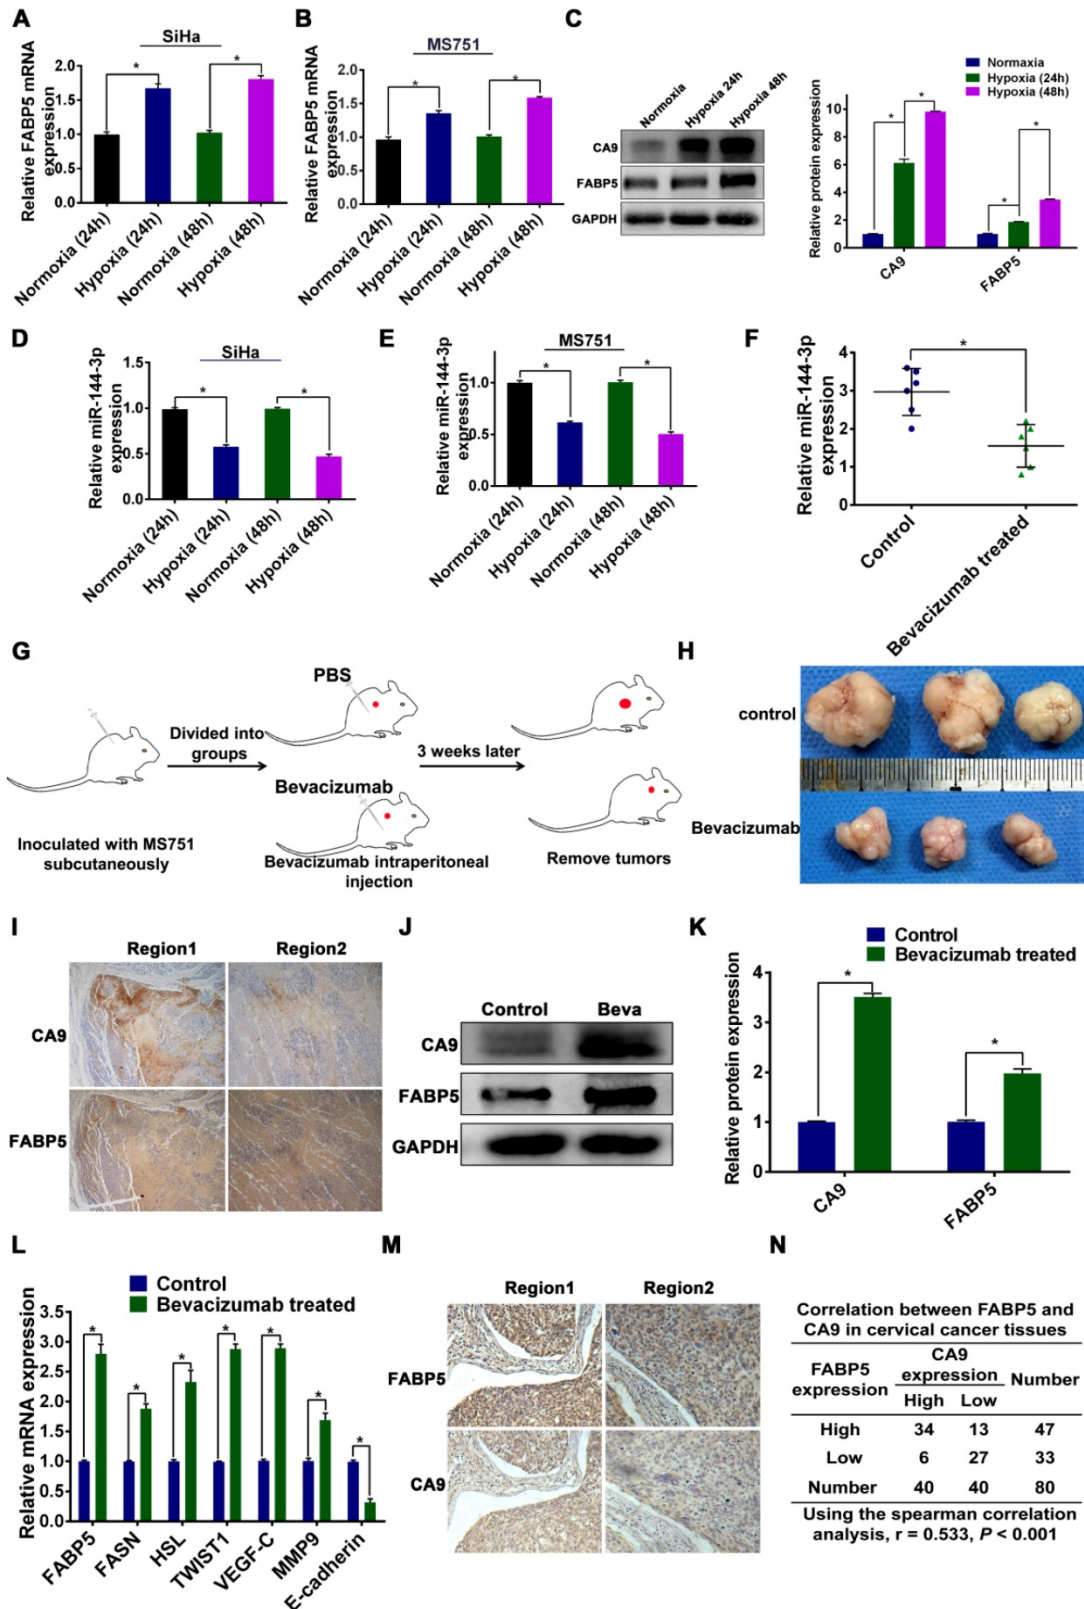 A
SiHa
Relative FABP5 mRNA
expression
2.0
1.5
1.0
0.5
0.0
*
*
Normoxia (24h)
Hypoxia (24h)
Normoxia (48h)
Hypoxia (48h)
B
MS751
Relative FABP5 mRNA
expression
2.0
1.5
1.0
0.5
0.0
*
*
Normoxia (24h)
Hypoxia (24h)
Normoxia (48h)
Hypoxia (48h)
C
Normoxia
Hypoxia 24h
Hypoxia 48h
CA9
FABP5
GAPDH
Normaxia
Hypoxia (24h)
Hypoxia (48h)
Relative protein expression
10
8
6
4
2
0
*
*
*
*
CA9
FABP5
D
SiHa
Relative miR-144-3p
expression
1.5
1.0
0.5
0.0
*
*
Normoxia (24h)
Hypoxia (24h)
Normoxia (48h)
Hypoxia (48h)
E
MS751
Relative miR-144-3p
expression
1.0
0.5
0.0
*
*
Normoxia (24h)
Hypoxia (24h)
Normoxia (48h)
Hypoxia (48h)
F
Relative miR-144-3p
expression
4
3
2
1
0
*
Control
Bevacizumab treated
G
PBS
Divided into
groups
3 weeks later
Bevacizumab
Inoculated with MS751
subcutaneously
Bevacizumab intraperitoneal
injection
Remove tumors
H
control
Bevacizumab
I
Region1
Region2
CA9
FABP5
J
Control
Beva
CA9
FABP5
GAPDH
K
Control
Bevacizumab treated
Relative protein expression
4
3
2
1
0
*
*
CA9
FABP5
L
Control
Bevacizumab treated
Relative mRNA expression
3.5
3.0
2.5
2.0
1.5
1.0
0.5
0.0
*
*
*
*
*
*
*
FABP5
FASN
HSL
TWIST1
VEGF-C
MMP9
E-cadherin
M
Region1
Region2
FABP5
CA9
N
Correlation between FABP5 and
CA9 in cervical cancer tissues
FABP5 expression CA9 expression Number
High Low
High 34 13 47
Low 6 27 33
Number 40 40 80
Using the spearman correlation
analysis, r = 0.533, P < 0.001